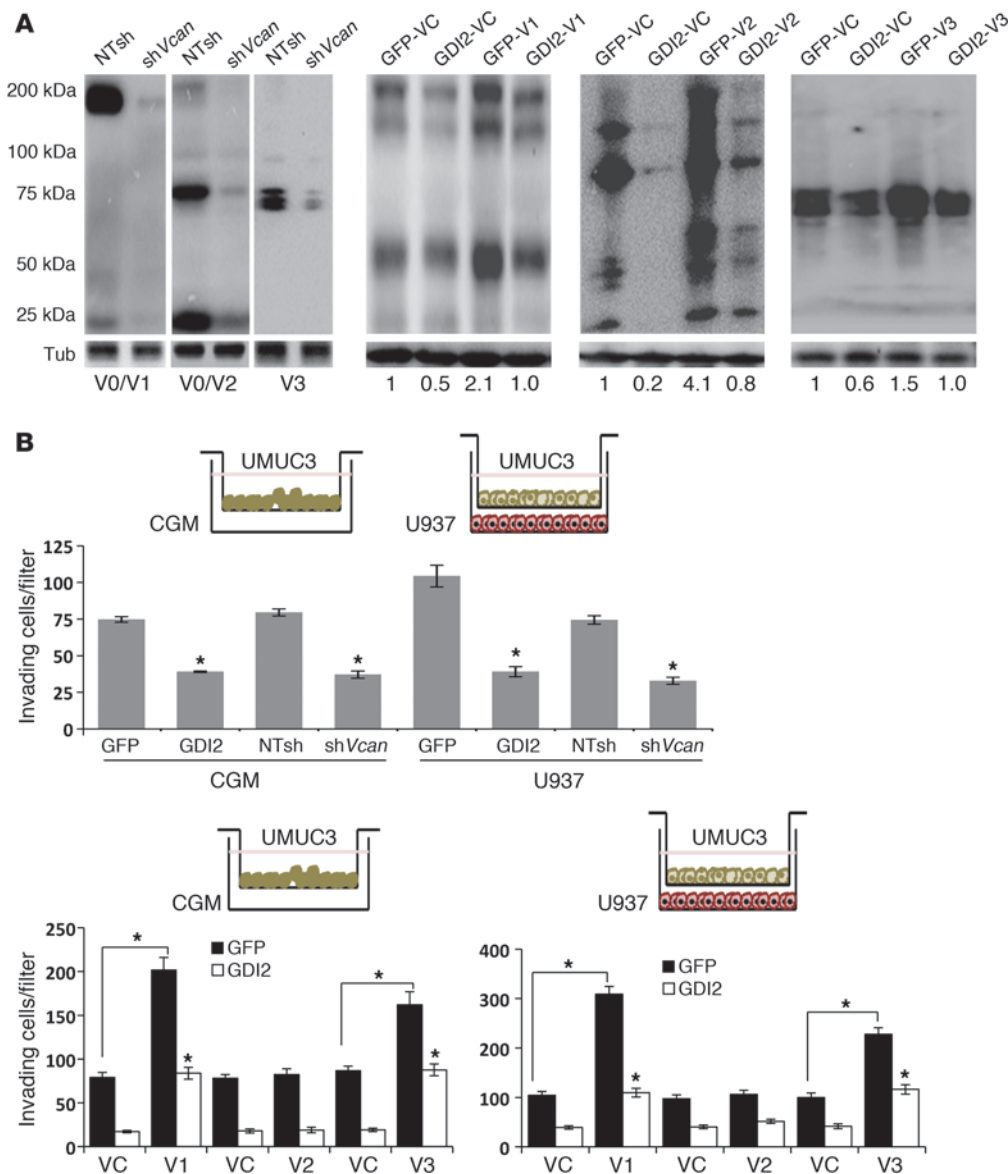 A
NTsh shVcan NTsh shVcan NTsh shVcan GFP-VC GDI2-VC GFP-V1 GDI2-V1 GFP-VC GDI2-VC GFP-V2 GDI2-V2 GFP-VC GDI2-VC GFP-V3 GDI2-V3
200 kDa
100 kDa
75 kDa
50 kDa
25 kDa
Tub
V0/V1 V0/V2 V3 1 0.5 2.1 1.0 1 0.2 4.1 0.8 1 0.6 1.5 1.0
B
UMUC3 UMUC3
CGM U937
Invading cells/filter
125
100
75
50
25
0
* * * *
GFP GDI2 NTsh shVcan GFP GDI2 NTsh shVcan
CGM U937
UMUC3 UMUC3
CGM U937
Invading cells/filter
250
200
150
100
50
0
GFP
GDI2
* * * *
VC V1 VC V2 VC V3
400
300
200
100
0
GFP
GDI2
* * * *
VC V1 VC V2 VC V3